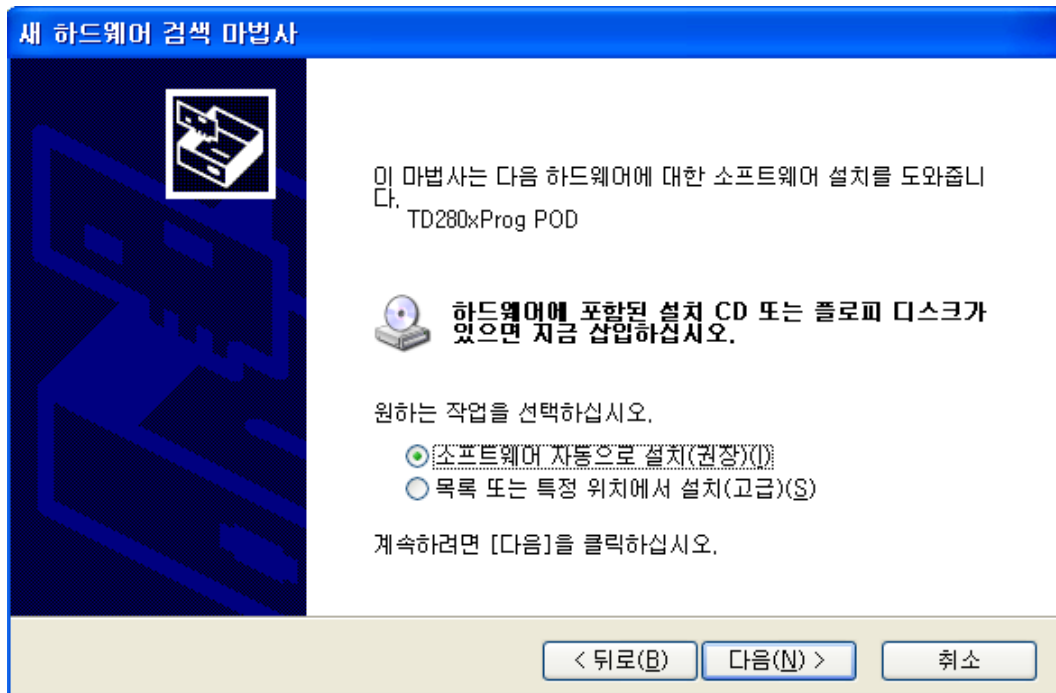 새 하드웨어 검색 마법사
이 마법사는 다음 하드웨어에 대한 소프트웨어 설치를 도와줍니
다.
TD280xProg POD
하드웨어에 포함된 설치 CD 또는 플로피 디스크가
있으면 지금 삽입하십시오.
원하는 작업을 선택하십시오.
소프트웨어 자동으로 설치(권장)(I)
목록 또는 특정 위치에서 설치(고급)(S)
계속하려면 [다음]을 클릭하십시오.
< 뒤로(B) 다음(N) > 취소